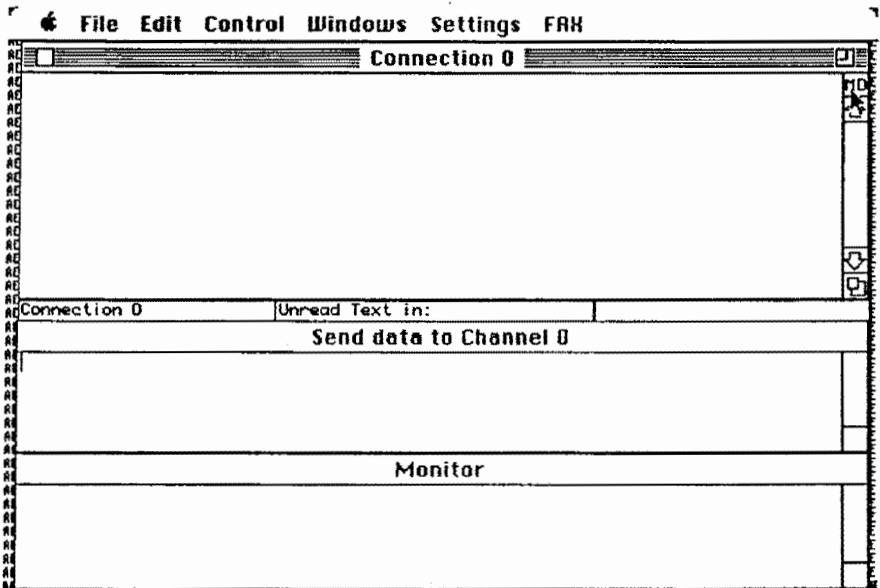 File Edit Control Windows Settings FAX
Connection 0
MD
Connection 0 Unread Text in:
Send data to Channel 0
Monitor